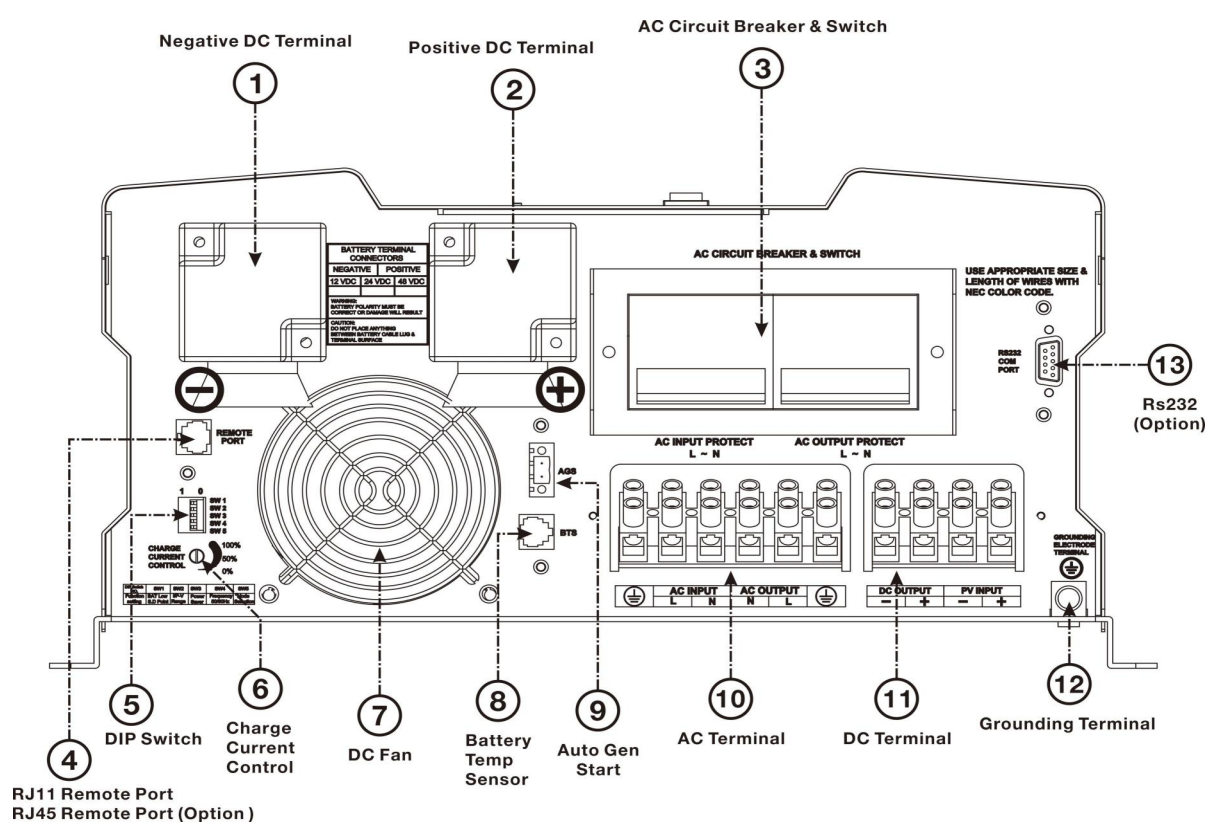 Negative DC Terminal
1
Positive DC Terminal
2
AC Circuit Breaker & Switch
3
BATTERY TERMINAL
CONNECTORS
NEGATIVE POSITIVE
12 VDC 24 VDC 48 VDC
WARNING:
BATTERY POLARITY MUST BE
CORRECT OR DAMAGE WILL RESULT
CAUTION:
DO NOT PLACE ANYTHING
BETWEEN BATTERY CABLE LUG &
TERMINAL SURFACE
AC CIRCUIT BREAKER & SWITCH
USE APPROPRIATE SIZE &
LENGTH OF WIRES WITH
NEC COLOR CODE.
RS232
COM
PORT
13
Rs232
(Option)
− +
REMOTE
PORT
AC INPUT PROTECT
L ~ N
AC OUTPUT PROTECT
L ~ N
AGS
1 0
SW 1
SW 2
SW 3
SW 4
SW 5
BTS
CHARGE
CURRENT
CONTROL
100%
50%
0%
SW1 SW2 SW3 SW4 SW5
GROUNDING
ELECTRODE
TERMINAL
AC INPUT AC OUTPUT
L N N L
DC OUTPUT PV INPUT
− + − +
4
RJ11 Remote Port
RJ45 Remote Port (Option )
5
DIP Switch
6
Charge
Current
Control
7
DC Fan
8
Battery
Temp
Sensor
9
Auto Gen
Start
10
AC Terminal
11
DC Terminal
12
Grounding Terminal